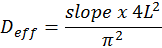 D_eff = slope x 4L² / π²